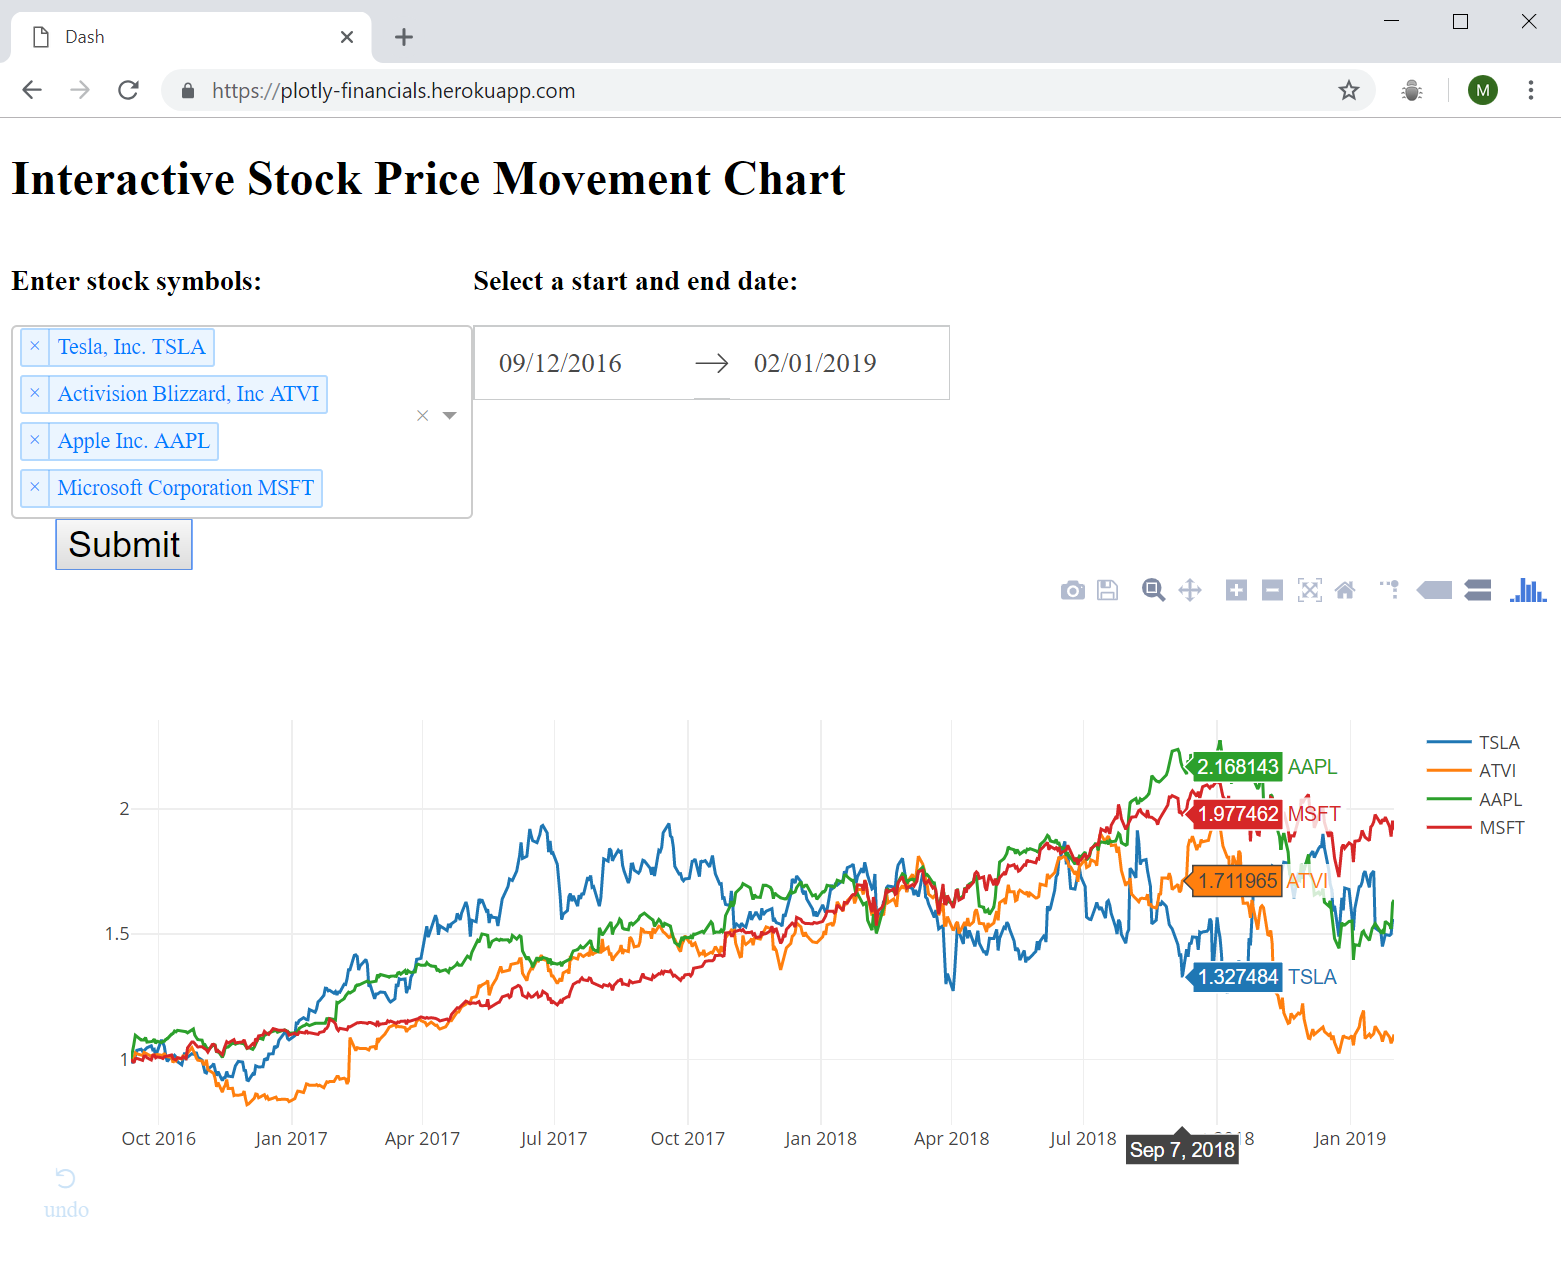 Dash
https://plotly-financials.herokuapp.com
M
Interactive Stock Price Movement Chart
Enter stock symbols:
Select a start and end date:
× Tesla, Inc. TSLA
× Activision Blizzard, Inc ATVI
× Apple Inc. AAPL
× Microsoft Corporation MSFT
09/12/2016 → 02/01/2019
Submit
TSLA
ATVI
AAPL
MSFT
2.168143 AAPL
1.977462 MSFT
1.711965 ATVI
1.327484 TSLA
2
1.5
1
Oct 2016 Jan 2017 Apr 2017 Jul 2017 Oct 2017 Jan 2018 Apr 2018 Jul 2018 18 Jan 2019
Sep 7, 2018
undo